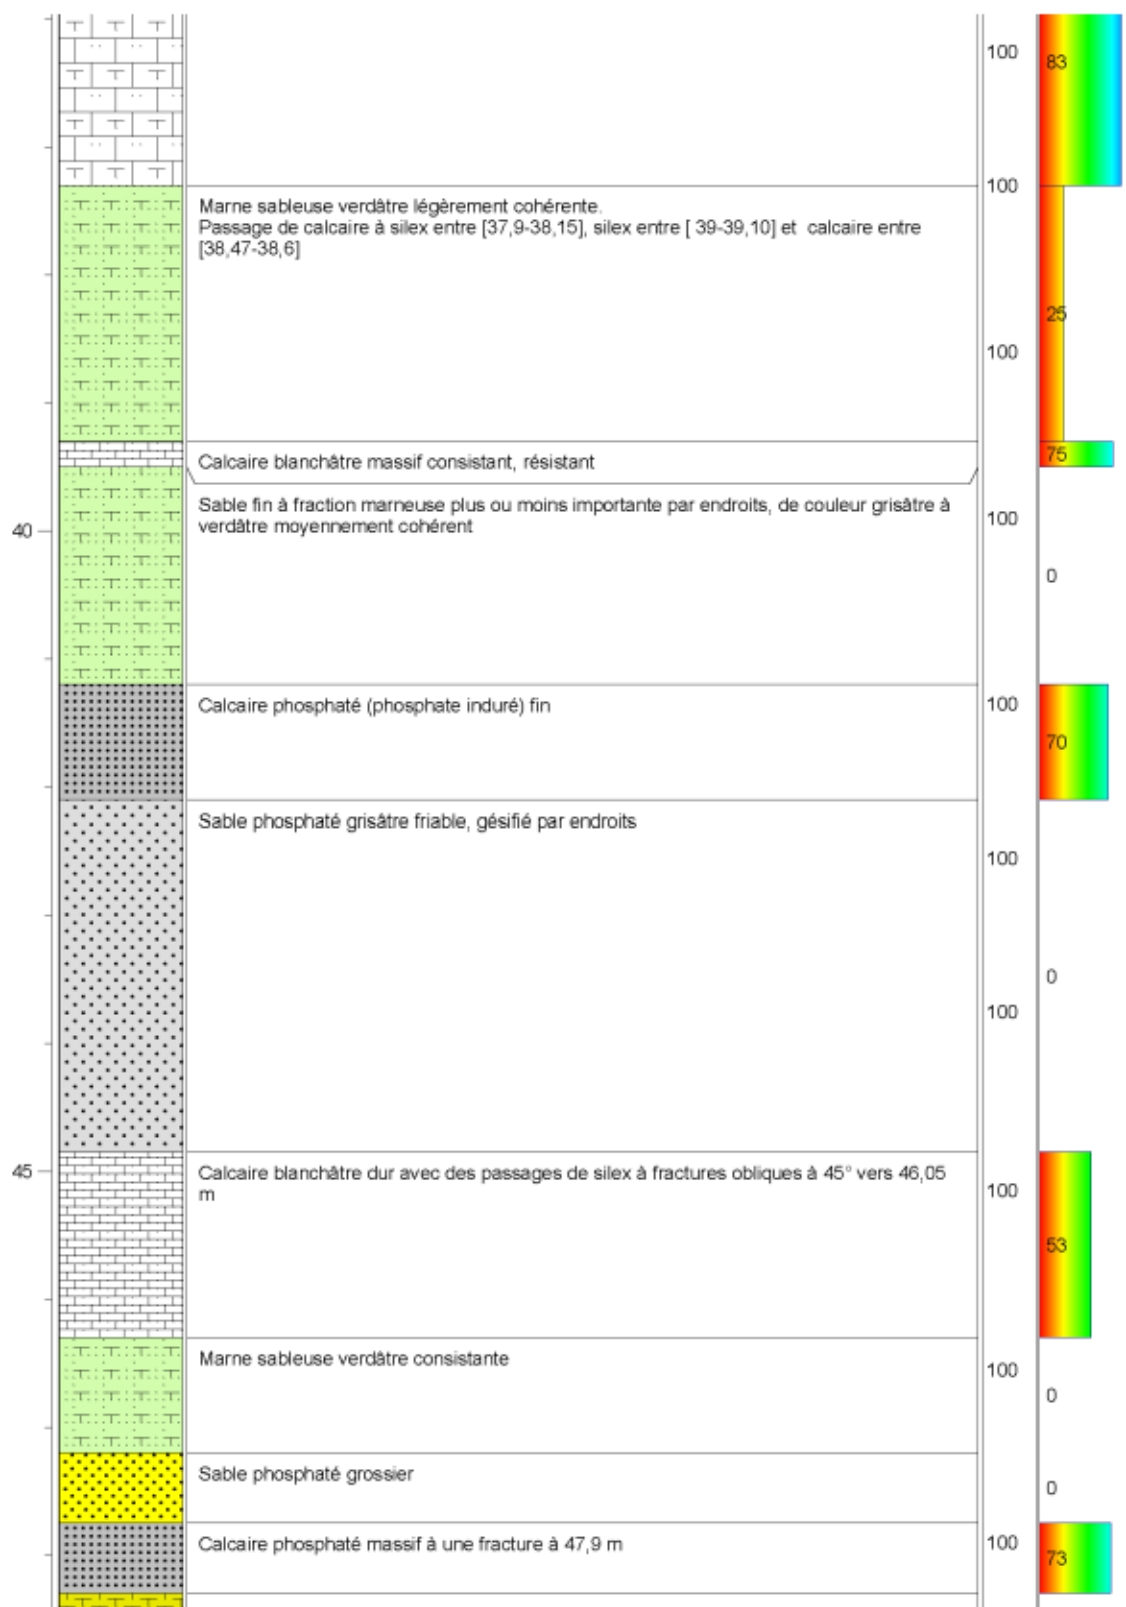 100
83
100
Marne sableuse verdâtre légèrement cohérente.
Passage de calcaire à silex entre [37,9-38,15], silex entre [ 39-39,10] et calcaire entre
[38,47-38,6]
25
100
Calcaire blanchâtre massif consistant, résistant
75
Sable fin à fraction marneuse plus ou moins importante par endroits, de couleur grisâtre à
verdâtre moyennement cohérent
100
40
0
Calcaire phosphaté (phosphate induré) fin
100
70
Sable phosphaté grisâtre friable, gésifié par endroits
100
0
100
45
Calcaire blanchâtre dur avec des passages de silex à fractures obliques à 45° vers 46,05
m
100
53
Marne sableuse verdâtre consistante
100
0
Sable phosphaté grossier
0
Calcaire phosphaté massif à une fracture à 47,9 m
100
73